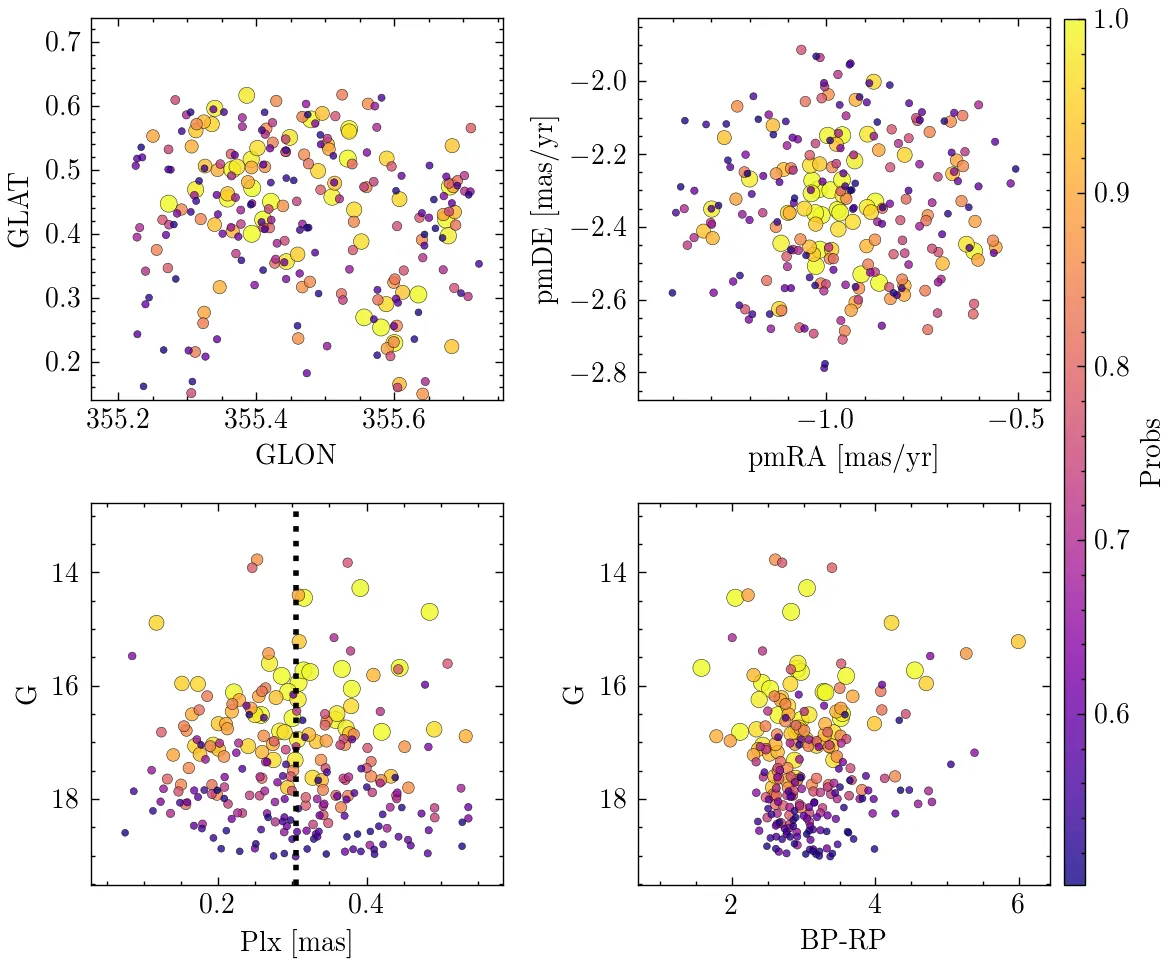 0.7
0.6
0.5
0.4
0.3
0.2
GLAT
355.2 355.4 355.6
GLON
−2.0
−2.2
−2.4
−2.6
−2.8
pmDE [mas/yr]
−1.0 −0.5
pmRA [mas/yr]
14
16
18
G
0.2 0.4
Plx [mas]
14
16
18
G
2 4 6
BP-RP
1.0
0.9
0.8
0.7
0.6
Probs